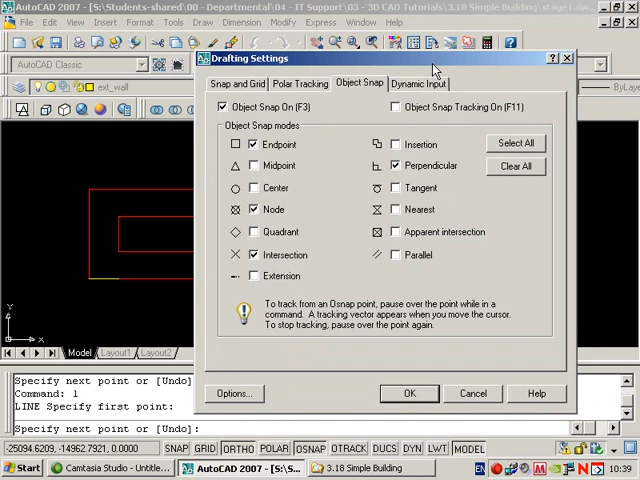 AutoCAD 2007 - [S:\Students-shared\00 - Departmental\04 - IT Support\03 - 3D CAD Tutorials\3.18 Simple Building\stage1.dw
File Edit View Insert Format Tools Draw Dimension Modify Express Window Help
AutoCAD Classic
ext_wall
ByLaye
Drafting Settings
Snap and Grid Polar Tracking Object Snap Dynamic Input
Object Snap On (F3) Object Snap Tracking On (F11)
Object Snap modes
Endpoint Insertion Select All
Midpoint Perpendicular Clear All
Center Tangent
Node Nearest
Quadrant Apparent intersection
Intersection Parallel
Extension
To track from an Osnap point, pause over the point while in a
command. A tracking vector appears when you move the cursor.
To stop tracking, pause over the point again.
Options... OK Cancel Help
Y
X
Model Layout1 Layout2
Specify next point or [Undo]:
Command: l
LINE Specify first point:
Specify next point or [Undo]:
-25094.6209, -14962.7921, 0.0000 SNAP GRID ORTHO POLAR OSNAP OTRACK DUCS DYN LWT MODEL
Start Camtasia Studio - Untitle... AutoCAD 2007 - [S:\S... 3.18 Simple Building EN 10:39